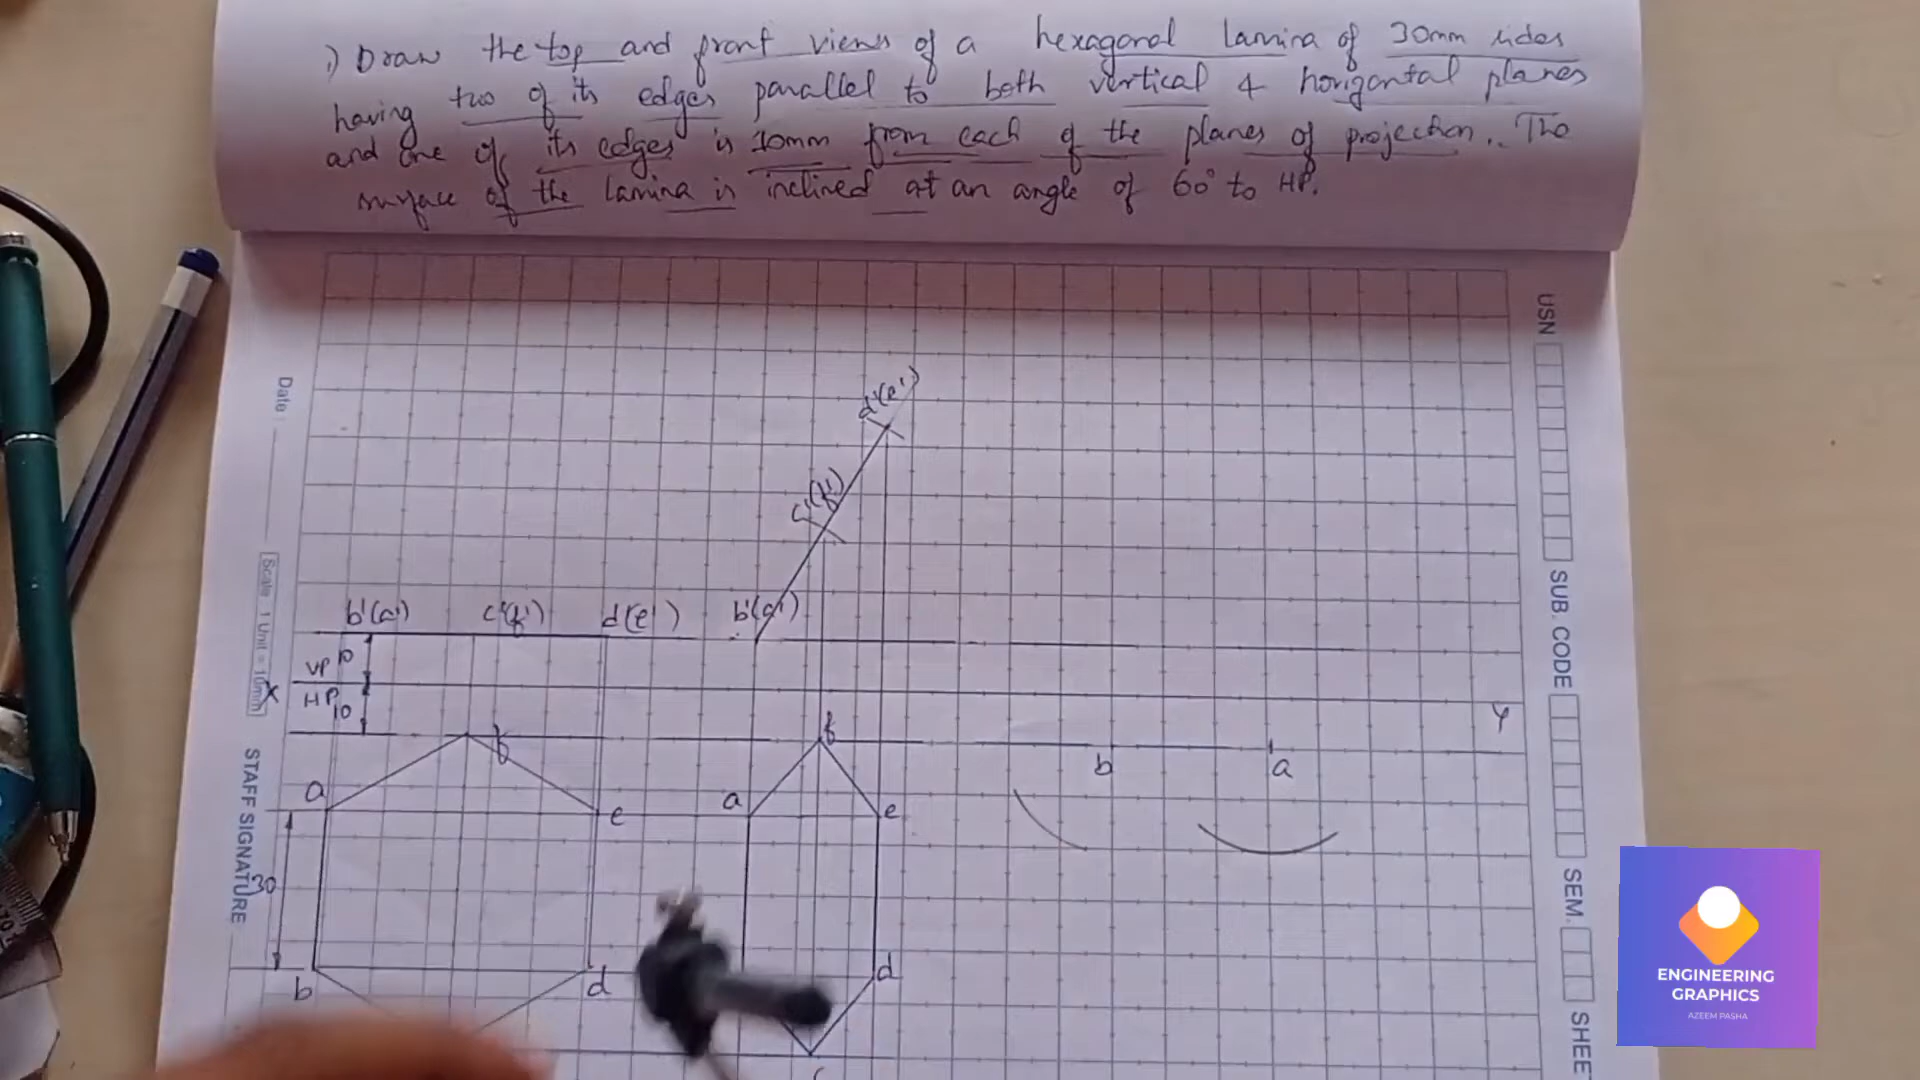 1) Draw the top and front views of a hexagonal lamina of 30mm sides
having two of its edges parallel to both vertical & horizontal planes
and one of its edges is 10mm from each of the planes of projection. The
surface of the lamina is inclined at an angle of 60° to HP.
USN
Date :
d'(e')
c'(f')
b'(a') c'(f') d'(e') b'(a')
SUB. CODE
Scale : 1 Unit = 10mm
VP 10
X HP 10
Y
f f
b a
a e a e
STAFF SIGNATURE
30
SEM.
b d d
ENGINEERING
GRAPHICS
AZEEM PASHA
SHEE